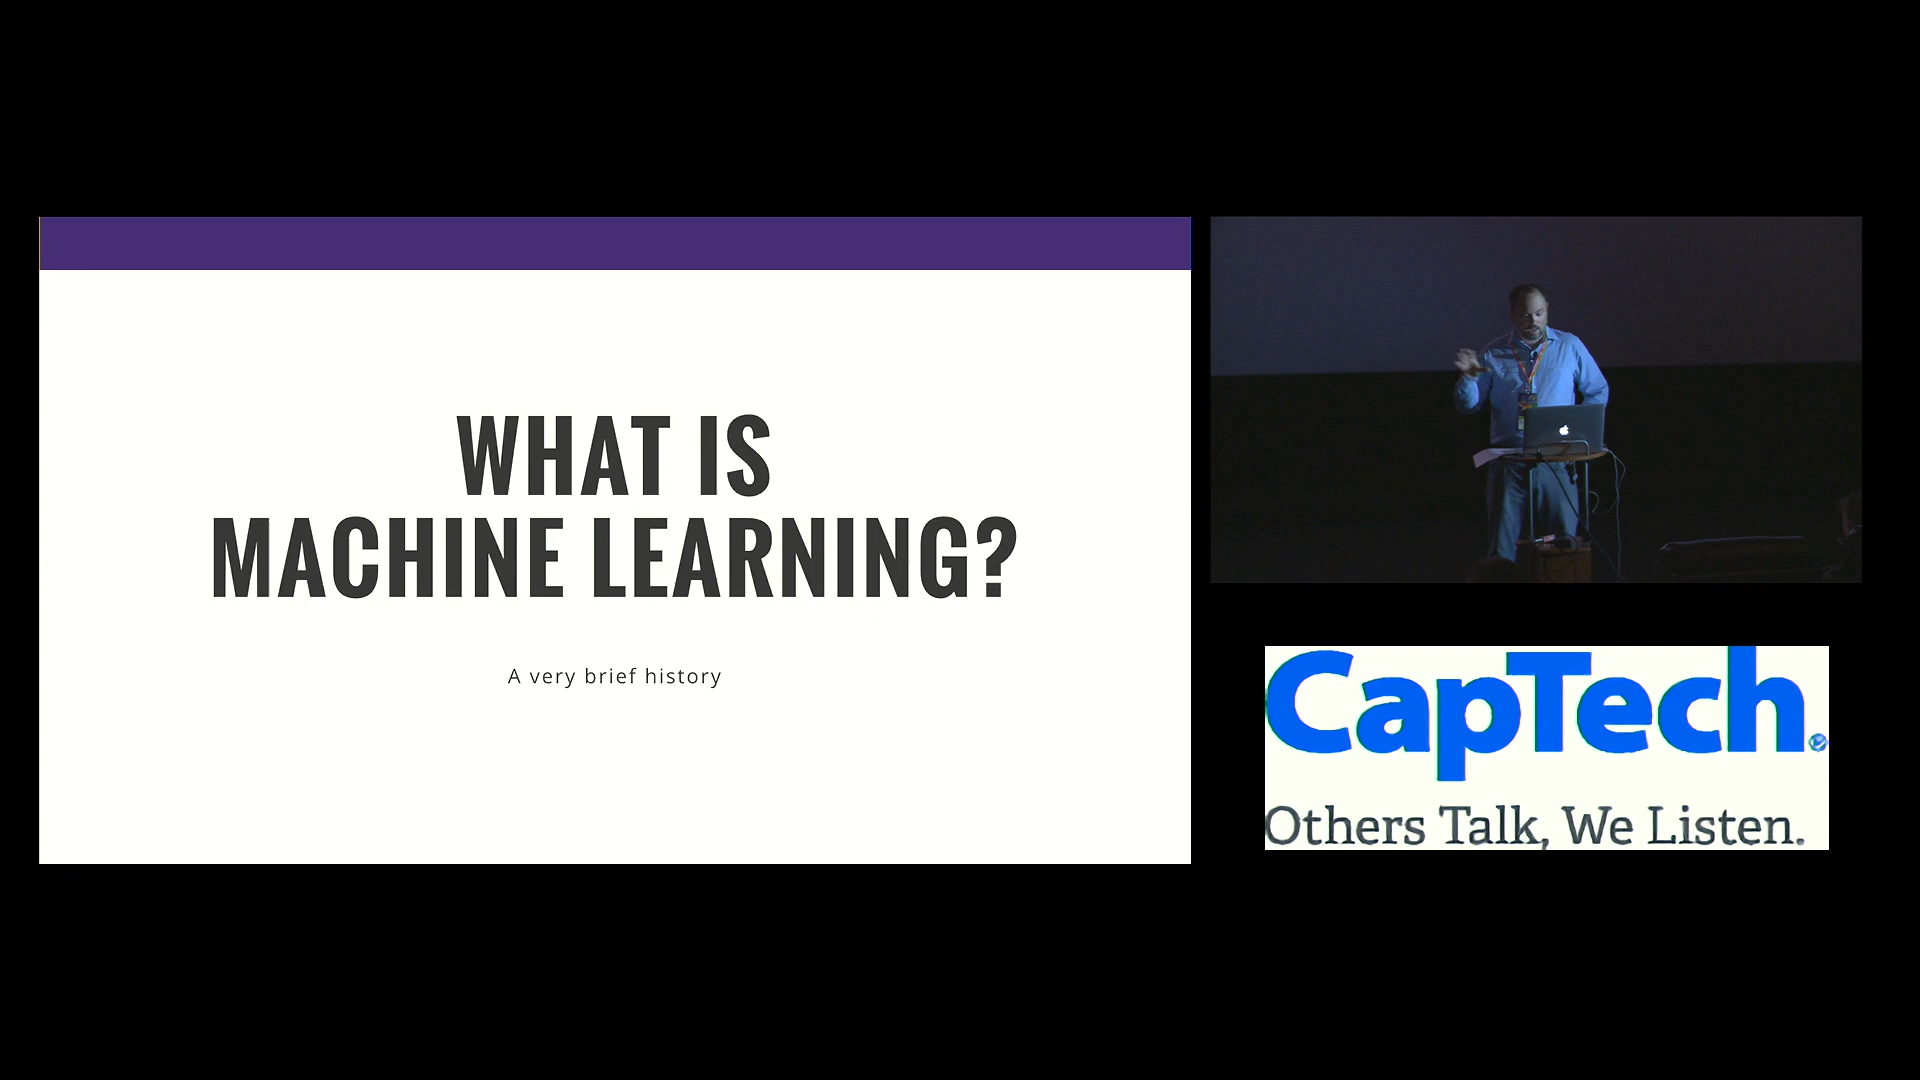 WHAT IS
MACHINE LEARNING?
A very brief history
CapTech.
Others Talk, We Listen.